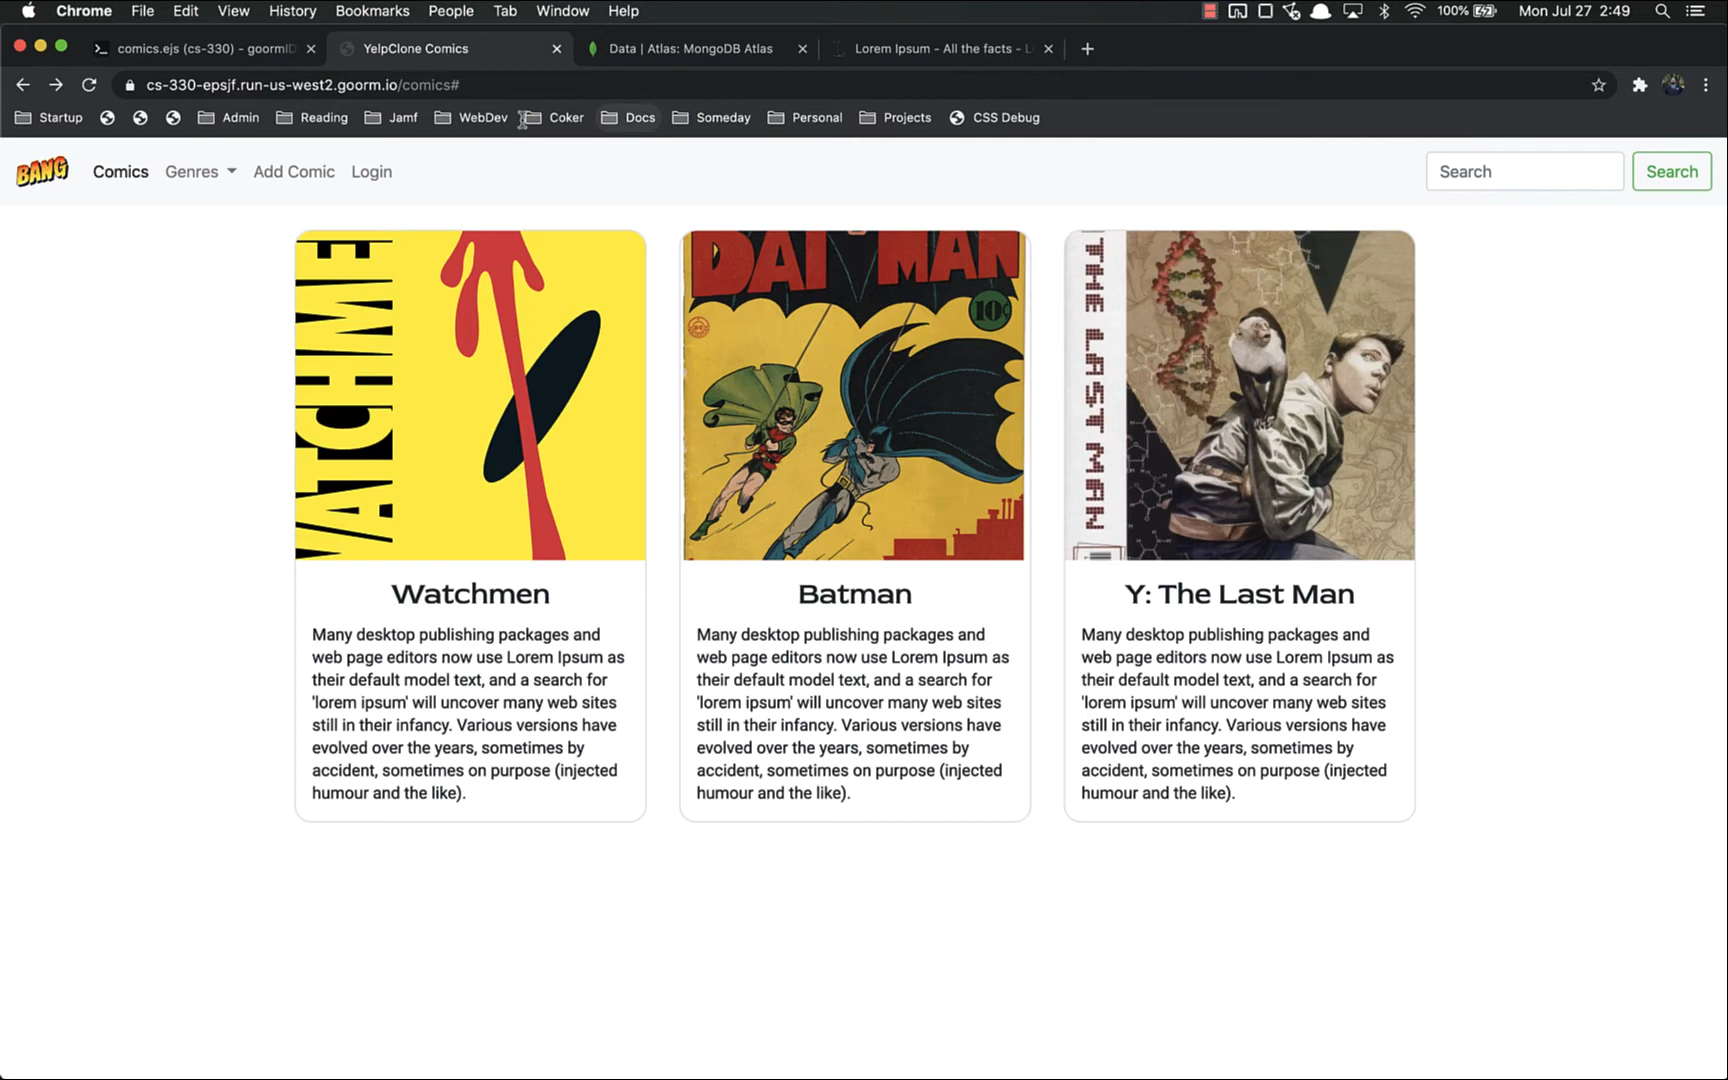 Chrome File Edit View History Bookmarks People Tab Window Help 100% Mon Jul 27 2:49
comics.ejs (cs-330) - goormID YelpClone Comics Data | Atlas: MongoDB Atlas Lorem Ipsum - All the facts - Li
cs-330-epsjf.run-us-west2.goorm.io/comics#
Startup Admin Reading Jamf WebDev Coker Docs Someday Personal Projects CSS Debug
BANG Comics Genres Add Comic Login Search Search
WATCHME
BATMAN
10¢
THE LAST MAN
Watchmen
Many desktop publishing packages and
web page editors now use Lorem Ipsum as
their default model text, and a search for
'lorem ipsum' will uncover many web sites
still in their infancy. Various versions have
evolved over the years, sometimes by
accident, sometimes on purpose (injected
humour and the like).
Batman
Many desktop publishing packages and
web page editors now use Lorem Ipsum as
their default model text, and a search for
'lorem ipsum' will uncover many web sites
still in their infancy. Various versions have
evolved over the years, sometimes by
accident, sometimes on purpose (injected
humour and the like).
Y: The Last Man
Many desktop publishing packages and
web page editors now use Lorem Ipsum as
their default model text, and a search for
'lorem ipsum' will uncover many web sites
still in their infancy. Various versions have
evolved over the years, sometimes by
accident, sometimes on purpose (injected
humour and the like).